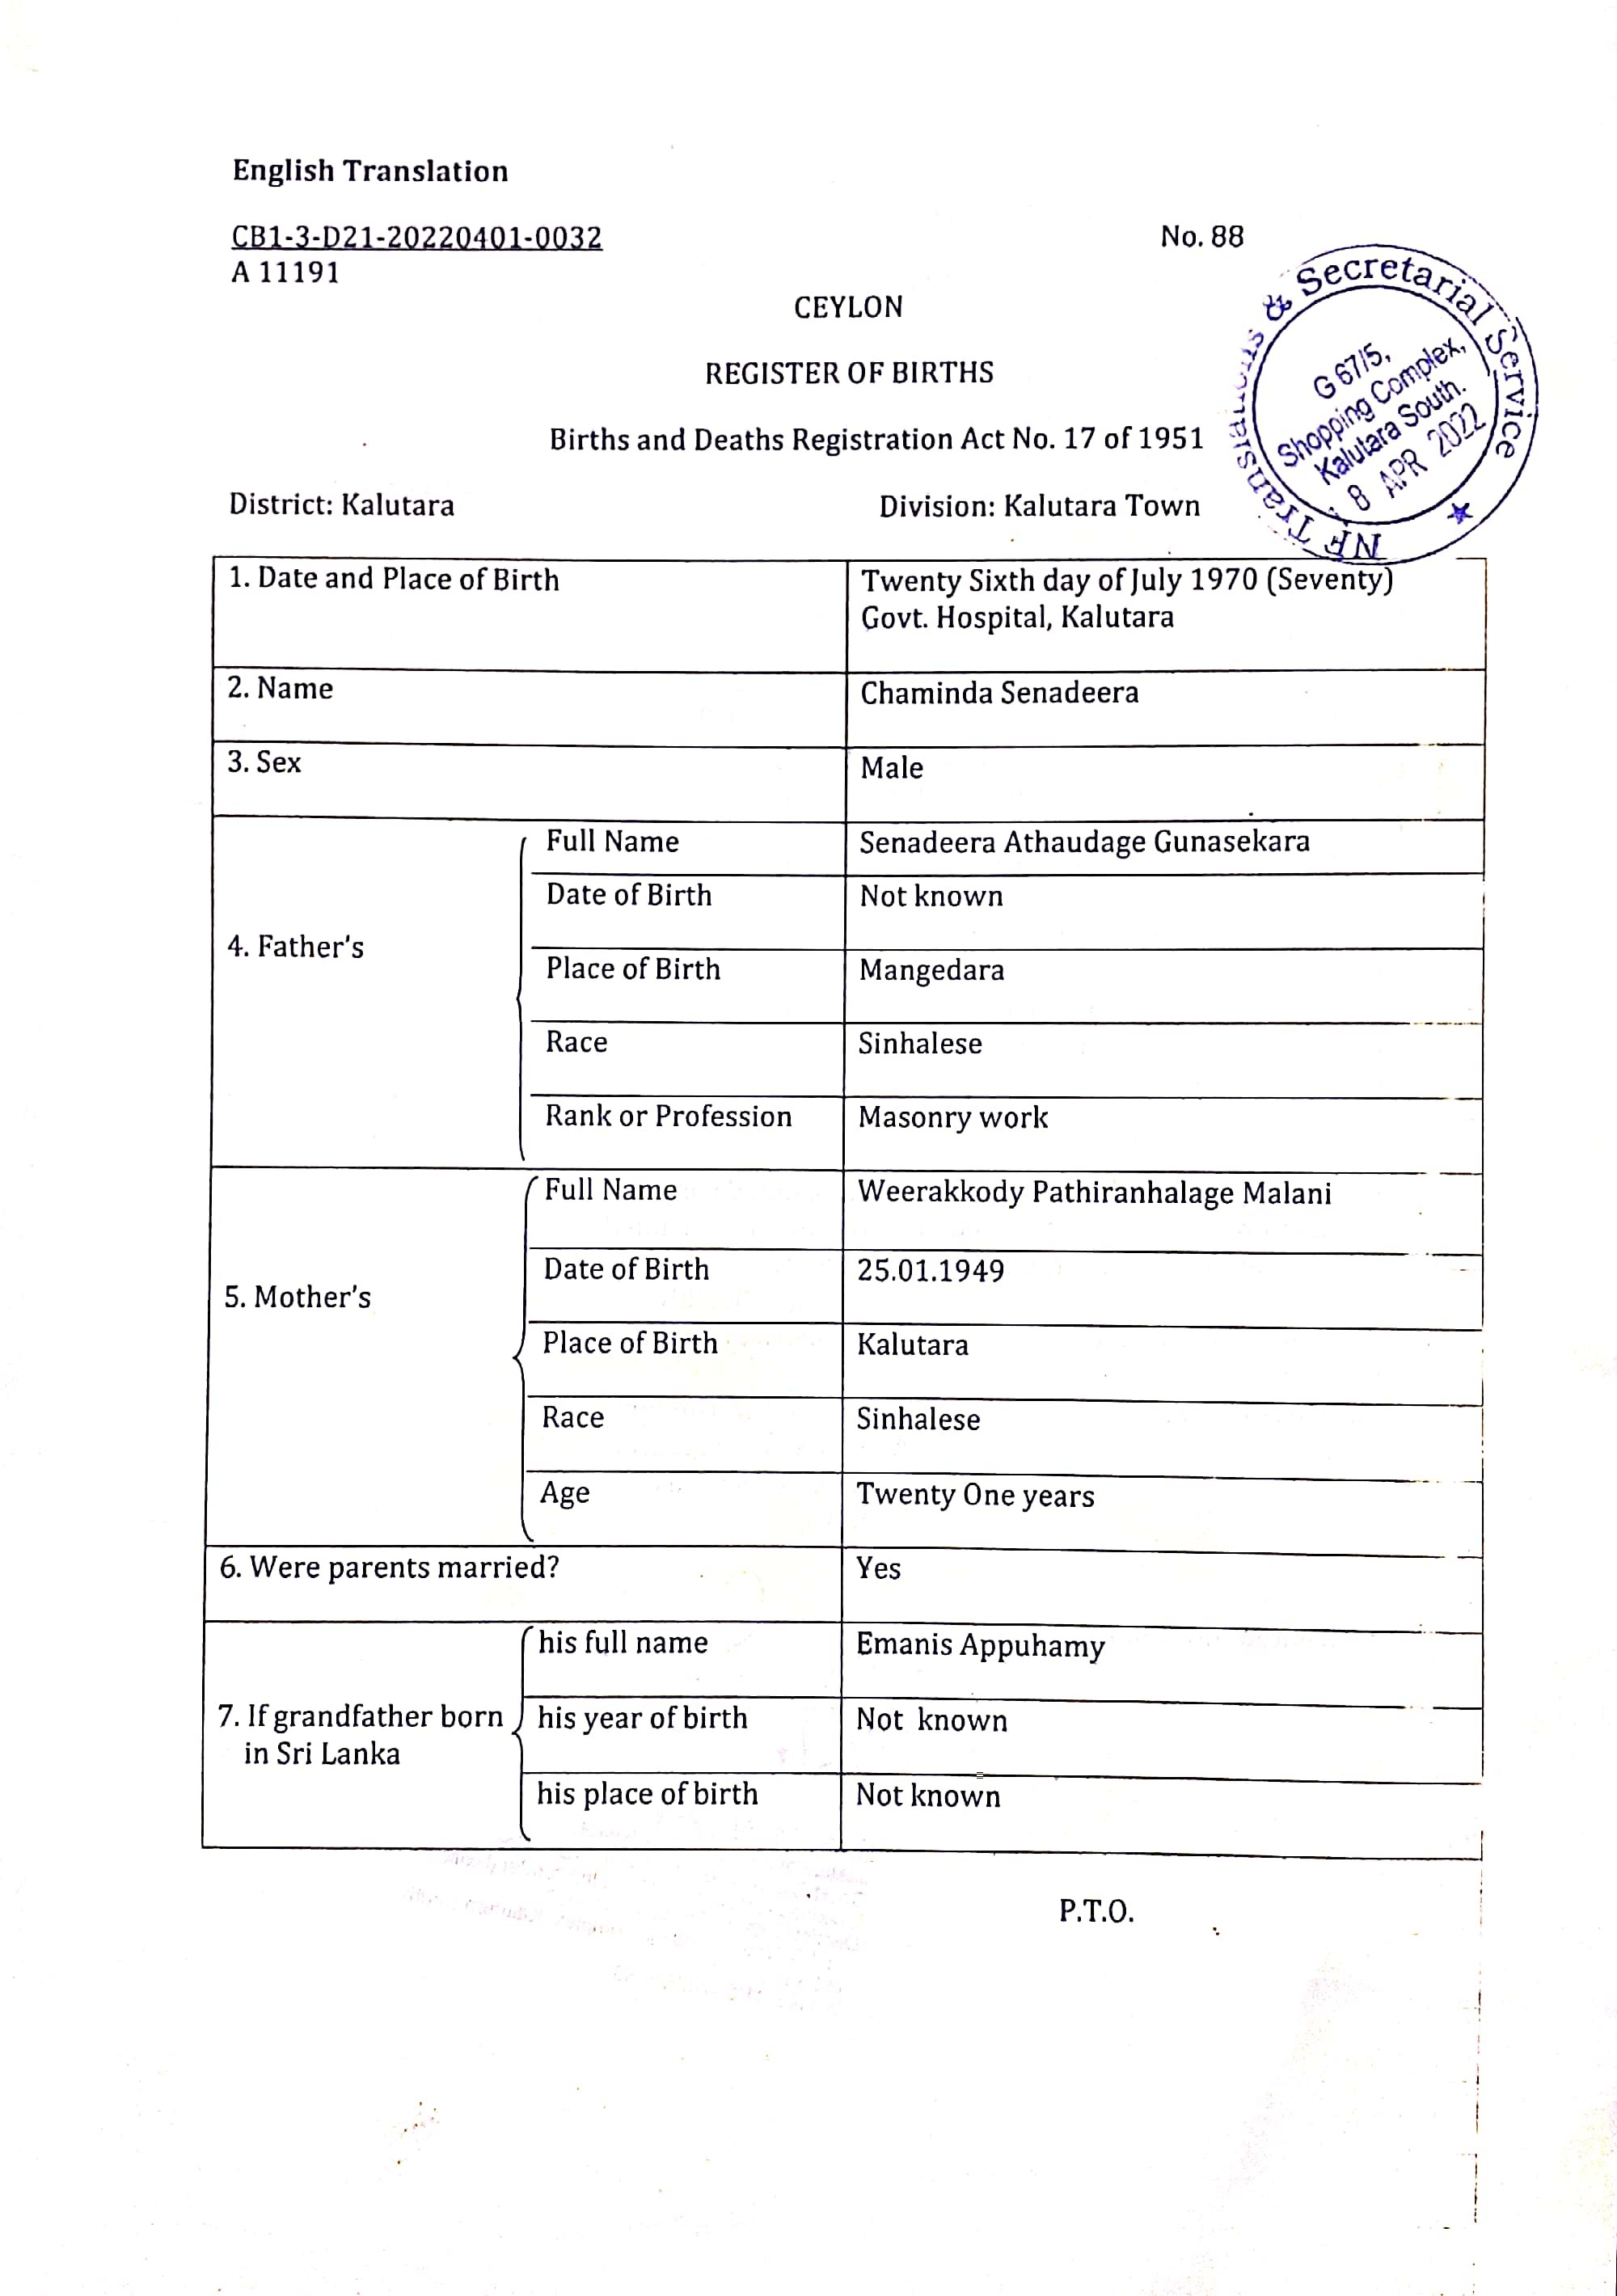 English Translation
CB1-3-D21-20220401-0032 No. 88
A 11191
CEYLON
REGISTER OF BIRTHS
Births and Deaths Registration Act No. 17 of 1951
District: Kalutara Division: Kalutara Town
NF Translations & Secretarial Service
G 67/5,
Shopping Complex,
Kalutara South.
8 APR 2022
1. Date and Place of Birth Twenty Sixth day of July 1970 (Seventy)
Govt. Hospital, Kalutara
2. Name Chaminda Senadeera
3. Sex Male
4. Father's
Full Name Senadeera Athaudage Gunasekara
Date of Birth Not known
Place of Birth Mangedara
Race Sinhalese
Rank or Profession Masonry work
5. Mother's
Full Name Weerakkody Pathiranhalage Malani
Date of Birth 25.01.1949
Place of Birth Kalutara
Race Sinhalese
Age Twenty One years
6. Were parents married? Yes
7. If grandfather born
in Sri Lanka
his full name Emanis Appuhamy
his year of birth Not known
his place of birth Not known
P.T.O.